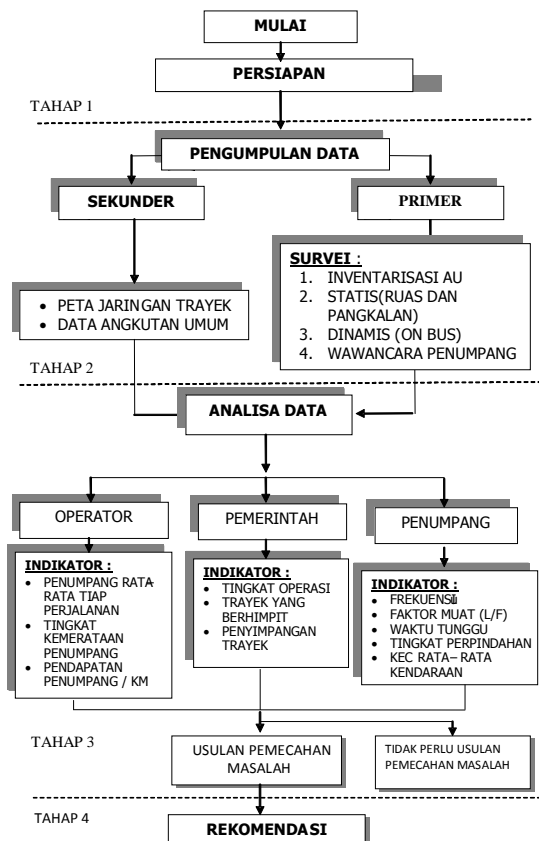 MULAI
PERSIAPAN
TAHAP 1
PENGUMPULAN DATA
SEKUNDER
PRIMER
• PETA JARINGAN TRAYEK
• DATA ANGKUTAN UMUM
SURVEI :
1. INVENTARISASI AU
2. STATIS(RUAS DAN
PANGKALAN)
3. DINAMIS (ON BUS)
4. WAWANCARA PENUMPANG
TAHAP 2
ANALISA DATA
OPERATOR
PEMERINTAH
PENUMPANG
INDIKATOR :
• PENUMPANG RATA-
RATA TIAP
PERJALANAN
• TINGKAT
KEMERATAAN
PENUMPANG
• PENDAPATAN
PENUMPANG / KM
INDIKATOR :
• TINGKAT OPERASI
• TRAYEK YANG
BERHIMPIT
• PENYIMPANGAN
TRAYEK
INDIKATOR :
• FREKUENSI
• FAKTOR MUAT (L/F)
• WAKTU TUNGGU
• TINGKAT PERPINDAHAN
• KEC RATA– RATA
KENDARAAN
TAHAP 3
USULAN PEMECAHAN
MASALAH
TIDAK PERLU USULAN
PEMECAHAN MASALAH
TAHAP 4
REKOMENDASI